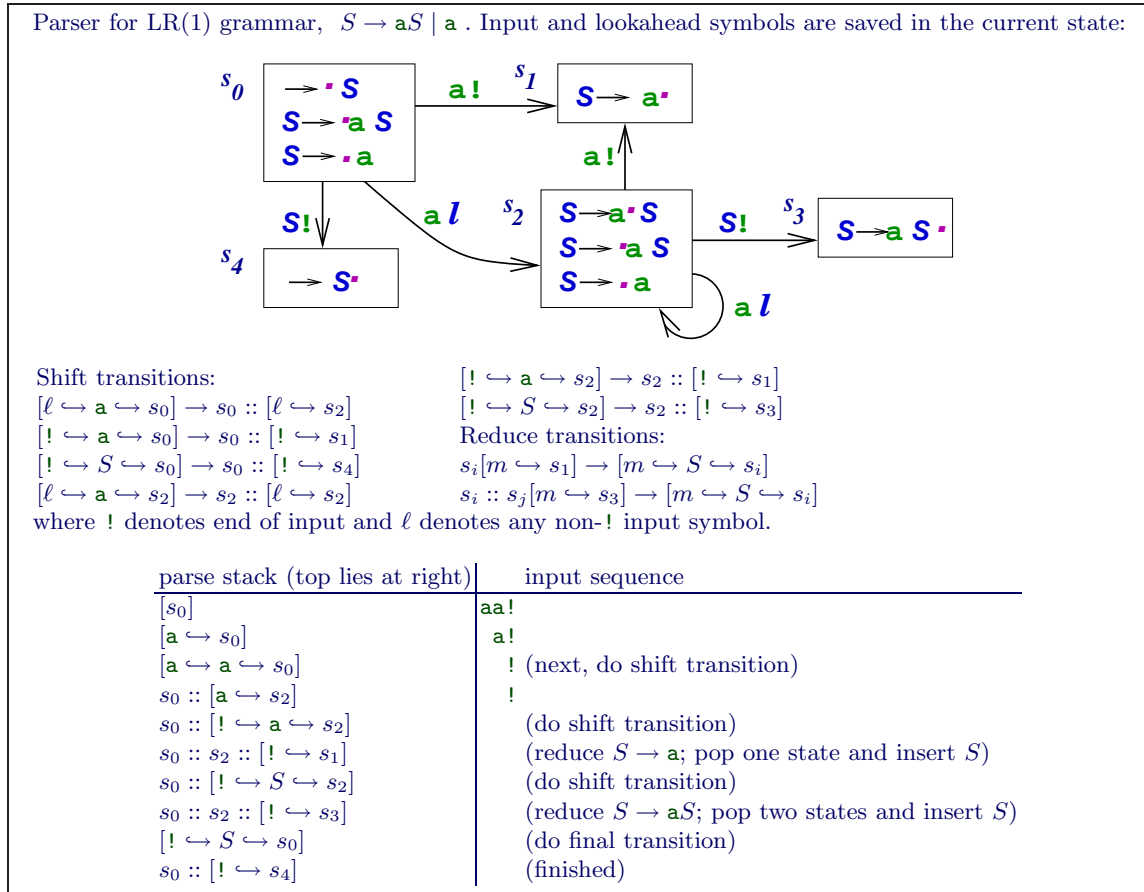 Parser for LR(1) grammar, S → aS | a . Input and lookahead symbols are saved in the current state:
s0
→ · S
S → ·a S
S → · a
a!
s1
S → a·
a!
S!
a l
s2
S → a· S
S → ·a S
S → · a
S!
s3
S → a S ·
s4
→ S·
a l
Shift transitions:
[ℓ ↪ a ↪ s0] → s0 :: [ℓ ↪ s2]
[! ↪ a ↪ s0] → s0 :: [! ↪ s1]
[! ↪ S ↪ s0] → s0 :: [! ↪ s4]
[ℓ ↪ a ↪ s2] → s2 :: [ℓ ↪ s2]
[! ↪ a ↪ s2] → s2 :: [! ↪ s1]
[! ↪ S ↪ s2] → s2 :: [! ↪ s3]
Reduce transitions:
si[m ↪ s1] → [m ↪ S ↪ si]
si :: sj[m ↪ s3] → [m ↪ S ↪ si]
where ! denotes end of input and ℓ denotes any non-! input symbol.
parse stack (top lies at right) input sequence
[s0] aa!
[a ↪ s0] a!
[a ↪ a ↪ s0] ! (next, do shift transition)
s0 :: [a ↪ s2] !
s0 :: [! ↪ a ↪ s2] (do shift transition)
s0 :: s2 :: [! ↪ s1] (reduce S → a; pop one state and insert S)
s0 :: [! ↪ S ↪ s2] (do shift transition)
s0 :: s2 :: [! ↪ s3] (reduce S → aS; pop two states and insert S)
[! ↪ S ↪ s0] (do final transition)
s0 :: [! ↪ s4] (finished)